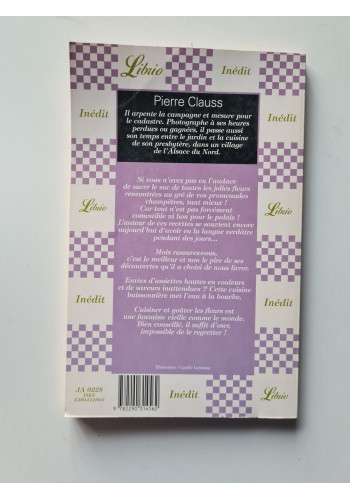 Librio
Inédit
Pierre Clauss
Il arpente la campagne et mesure pour
le cadastre. Photographe à ses heures
perdues ou gagnées, il passe aussi
son temps entre le jardin et la cuisine
de son presbytère, dans un village
de l'Alsace du Nord.
Inédit
Inédit
Si vous n'avez pas eu l'audace
de sucer le suc de toutes les jolies fleurs
rencontrées au gré de vos promenades
champêtres, tant mieux !
Car tout n'est pas forcément
comestible ni bon pour le palais !
L'auteur de ces recettes se souvient encore
aujourd'hui d'avoir eu la langue verdâtre
pendant des jours...
Librio
Librio
Mais rassurez-vous,
c'est le meilleur et non le pire de ses
découvertes qu'il a choisi de nous livrer.
Envies d'assiettes hautes en couleurs
et de saveurs inattendues ? Cette cuisine
buissonnière met l'eau à la bouche.
Inédit
Inédit
Cuisiner et goûter les fleurs est
une fantaisie vieille comme le monde.
Bien conseillé, il suffit d'oser,
impossible de le regretter !
Illustration :
JA 0228
ISBN
9 782290 314562
Inédit
Librio